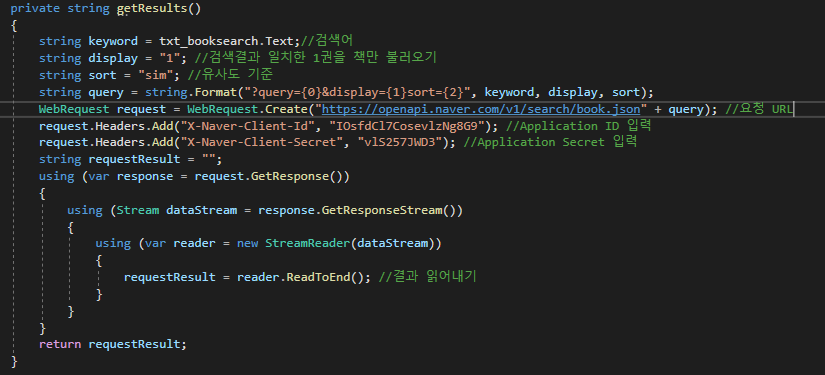 private string getResults()
{
string keyword = txt_booksearch.Text;//검색어
string display = "1"; //검색결과 일치한 1권을 책만 불러오기
string sort = "sim"; //유사도 기준
string query = string.Format("?query={0}&display={1}sort={2}", keyword, display, sort);
WebRequest request = WebRequest.Create("https://openapi.naver.com/v1/search/book.json" + query); //요청 URL
request.Headers.Add("X-Naver-Client-Id", "IOsfdCl7CosevlzNg8G9"); //Application ID 입력
request.Headers.Add("X-Naver-Client-Secret", "vlS257JWD3"); //Application Secret 입력
string requestResult = "";
using (var response = request.GetResponse())
{
using (Stream dataStream = response.GetResponseStream())
{
using (var reader = new StreamReader(dataStream))
{
requestResult = reader.ReadToEnd(); //결과 읽어내기
}
}
}
return requestResult;
}